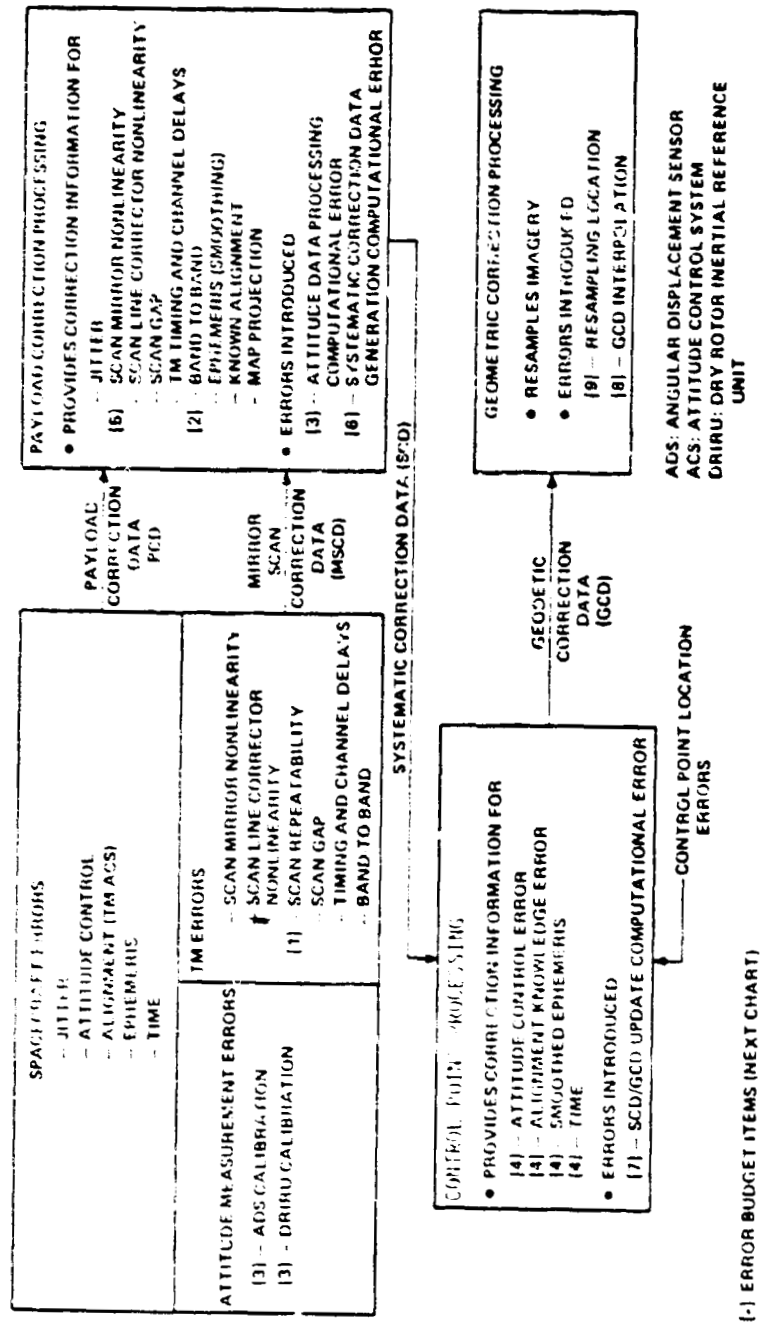 SPACECRAFT ERRORS
– JITTER
– ATTITUDE CONTROL
– ALIGNMENT (TM ACS)
– EPHEMERIS
– TIME
ATTITUDE MEASUREMENT ERRORS
[3] – ADS CALIBRATION
[3] – DRIRU CALIBRATION
TM ERRORS
– SCAN MIRROR NONLINEARITY
– SCAN LINE CORRECTOR
NONLINEARITY
[1] – SCAN REPEATABILITY
– SCAN GAP
– TIMING AND CHANNEL DELAYS
– BAND TO BAND
PAYLOAD
CORRECTION
DATA
PCD
MIRROR
SCAN
CORRECTION
DATA
(MSCD)
PAYLOAD CORRECTION PROCESSING
• PROVIDES CORRECTION INFORMATION FOR
– JITTER
[5] – SCAN MIRROR NONLINEARITY
– SCAN LINE CORRECTOR NONLINEARITY
– SCAN GAP
– TM TIMING AND CHANNEL DELAYS
[2] – BAND TO BAND
– EPHEMERIS (SMOOTHING)
– KNOWN ALIGNMENT
– MAP PROJECTION
• ERRORS INTRODUCED
[3] – ATTITUDE DATA PROCESSING
COMPUTATIONAL ERROR
[6] – SYSTEMATIC CORRECTION DATA
GENERATION COMPUTATIONAL ERROR
SYSTEMATIC CORRECTION DATA (SCD)
CONTROL POINT PROCESSING
• PROVIDES CORRECTION INFORMATION FOR
[4] – ATTITUDE CONTROL ERROR
[4] – ALIGNMENT KNOWLEDGE ERROR
[4] – SMOOTHED EPHEMERIS
[4] – TIME
• ERRORS INTRODUCED
[7] – SCD/GCD UPDATE COMPUTATIONAL ERROR
CONTROL POINT LOCATION
ERRORS
GEODETIC
CORRECTION
DATA
(GCD)
GEOMETRIC CORRECTION PROCESSING
• RESAMPLES IMAGERY
• ERRORS INTRODUCED
[9] – RESAMPLING LOCATION
[8] – GCD INTERPOLATION
ADS: ANGULAR DISPLACEMENT SENSOR
ACS: ATTITUDE CONTROL SYSTEM
DRIRU: DRY ROTOR INERTIAL REFERENCE
UNIT
[-] ERROR BUDGET ITEMS (NEXT CHART)